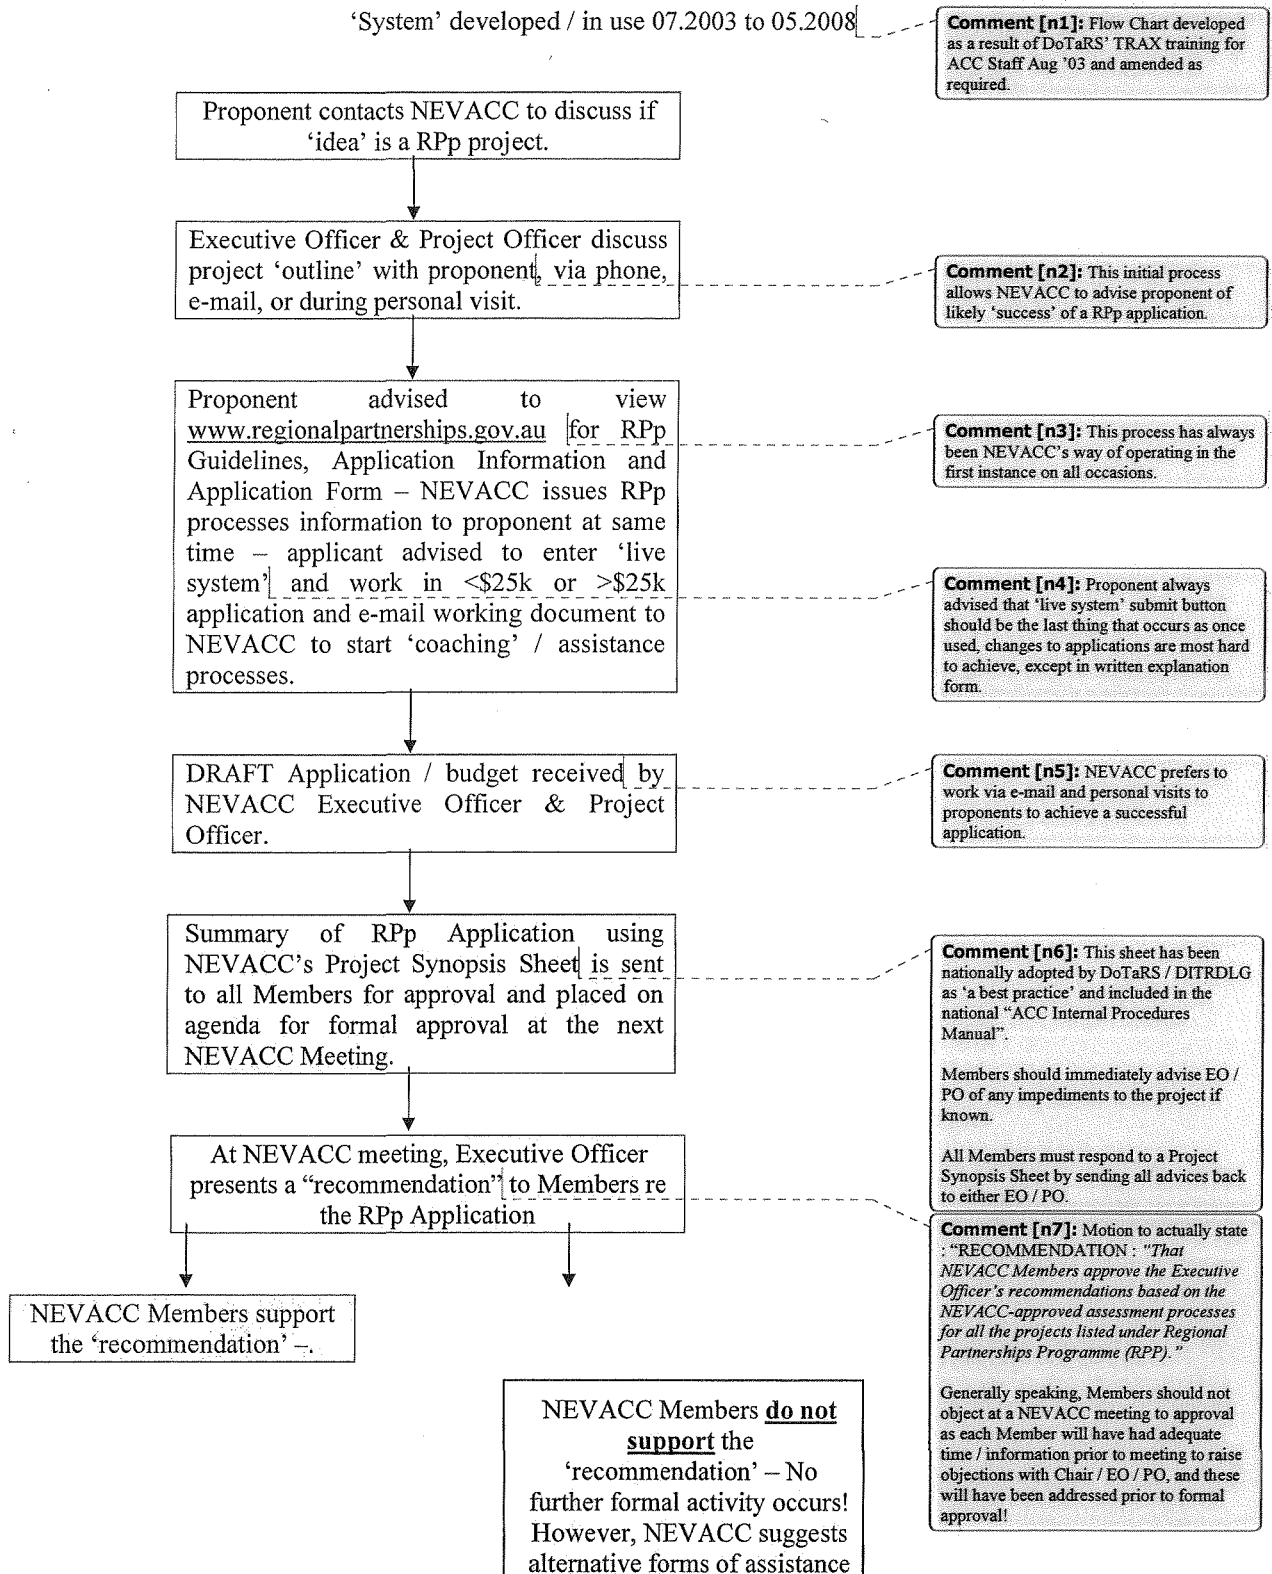 ‘System’ developed / in use 07.2003 to 05.2008
Comment [n1]: Flow Chart developed
as a result of DoTaRS’ TRAX training for
ACC Staff Aug ’03 and amended as
required.
Proponent contacts NEVACC to discuss if
‘idea’ is a RPp project.
Executive Officer & Project Officer discuss
project ‘outline’ with proponent, via phone,
e-mail, or during personal visit.
Comment [n2]: This initial process
allows NEVACC to advise proponent of
likely ‘success’ of a RPp application.
Proponent advised to view
www.regionalpartnerships.gov.au for RPp
Guidelines, Application Information and
Application Form – NEVACC issues RPp
processes information to proponent at same
time – applicant advised to enter ‘live
system’ and work in <$25k or >$25k
application and e-mail working document to
NEVACC to start ‘coaching’ / assistance
processes.
Comment [n3]: This process has always
been NEVACC’s way of operating in the
first instance on all occasions.
Comment [n4]: Proponent always
advised that ‘live system’ submit button
should be the last thing that occurs as once
used, changes to applications are most hard
to achieve, except in written explanation
form.
DRAFT Application / budget received by
NEVACC Executive Officer & Project
Officer.
Comment [n5]: NEVACC prefers to
work via e-mail and personal visits to
proponents to achieve a successful
application.
Summary of RPp Application using
NEVACC’s Project Synopsis Sheet is sent
to all Members for approval and placed on
agenda for formal approval at the next
NEVACC Meeting.
Comment [n6]: This sheet has been
nationally adopted by DoTaRS / DITRDLG
as ‘a best practice’ and included in the
national “ACC Internal Procedures
Manual”.
Members should immediately advise EO /
PO of any impediments to the project if
known.
All Members must respond to a Project
Synopsis Sheet by sending all advices back
to either EO / PO.
At NEVACC meeting, Executive Officer
presents a “recommendation” to Members re
the RPp Application
Comment [n7]: Motion to actually state
: “RECOMMENDATION : "That
NEVACC Members approve the Executive
Officer’s recommendations based on the
NEVACC-approved assessment processes
for all the projects listed under Regional
Partnerships Programme (RPP)."
Generally speaking, Members should not
object at a NEVACC meeting to approval
as each Member will have had adequate
time / information prior to meeting to raise
objections with Chair / EO / PO, and these
will have been addressed prior to formal
approval!
NEVACC Members support
the ‘recommendation’ –.
NEVACC Members do not
support the
‘recommendation’ – No
further formal activity occurs!
However, NEVACC suggests
alternative forms of assistance